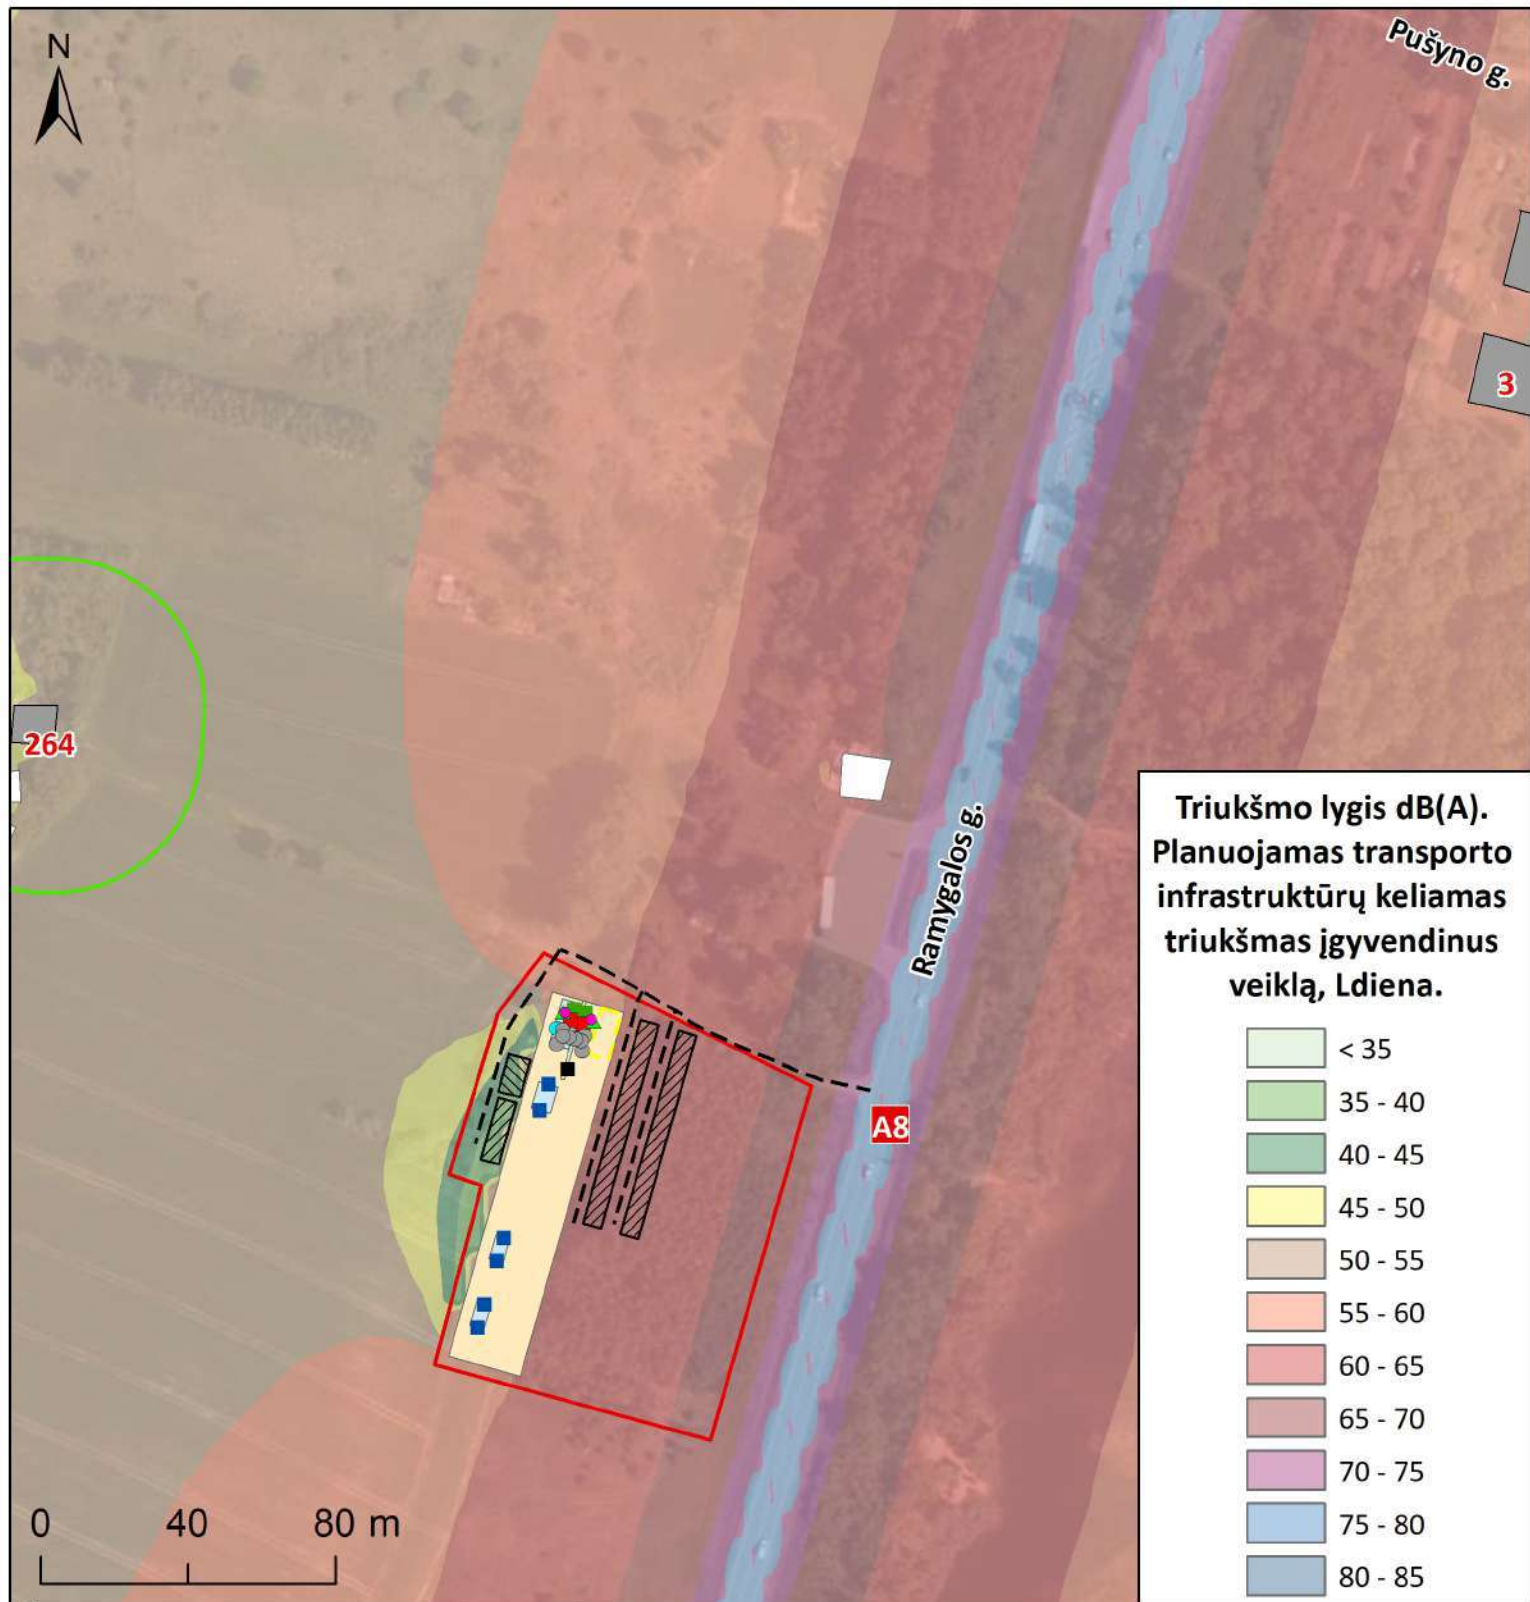 N
Pušyno g.
3
264
Ramygalos g.
A8
0 40 80 m
Triukšmo lygis dB(A).
Planuojamas transporto
infrastruktūrų keliamas
triukšmas įgyvendinus
veiklą, Ldiena.
< 35
35 - 40
40 - 45
45 - 50
50 - 55
55 - 60
60 - 65
65 - 70
70 - 75
75 - 80
80 - 85